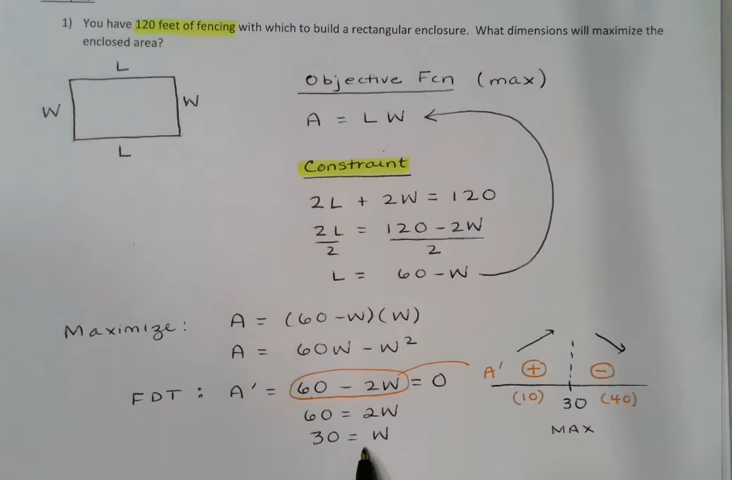 1) You have 120 feet of fencing with which to build a rectangular enclosure. What dimensions will maximize the
enclosed area?
L
W W
L
Objective Fcn (max)
A = L W
Constraint
2L + 2W = 120
2L = 120 - 2W
2 2
L = 60 - W
Maximize: A = (60 - W)(W)
A = 60W - W²
FDT: A' = 60 - 2W = 0
60 = 2W
30 = W
A' + -
(10) 30 (40)
MAX